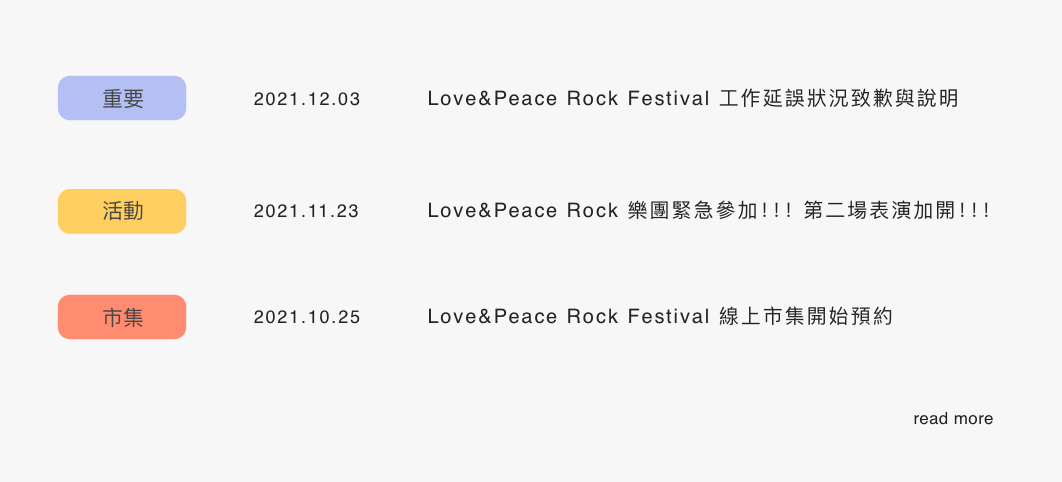 重要 2021.12.03 Love&Peace Rock Festival 工作延誤狀況致歉與說明
活動 2021.11.23 Love&Peace Rock 樂團緊急參加!!! 第二場表演加開!!!
市集 2021.10.25 Love&Peace Rock Festival 線上市集開始預約
read more